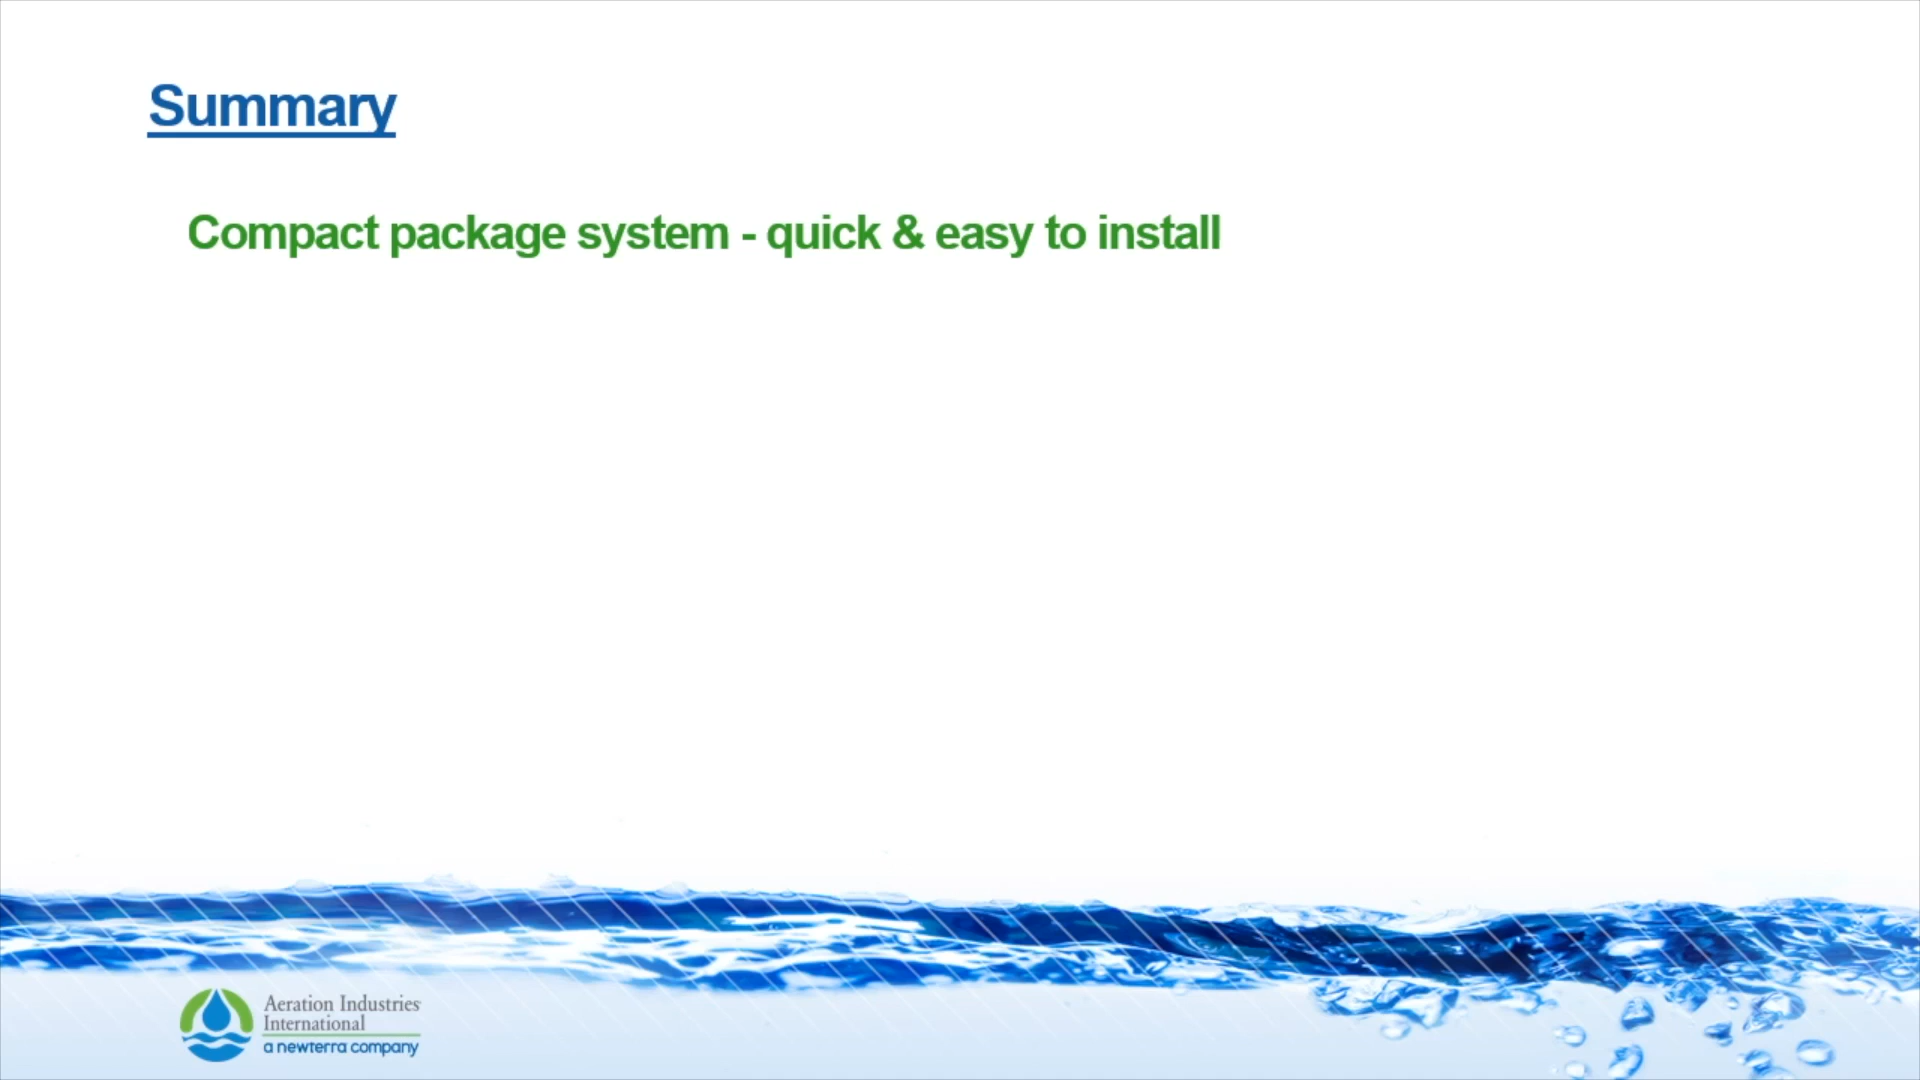 Summary
Compact package system - quick & easy to install
Aeration Industries
International
a newterra company